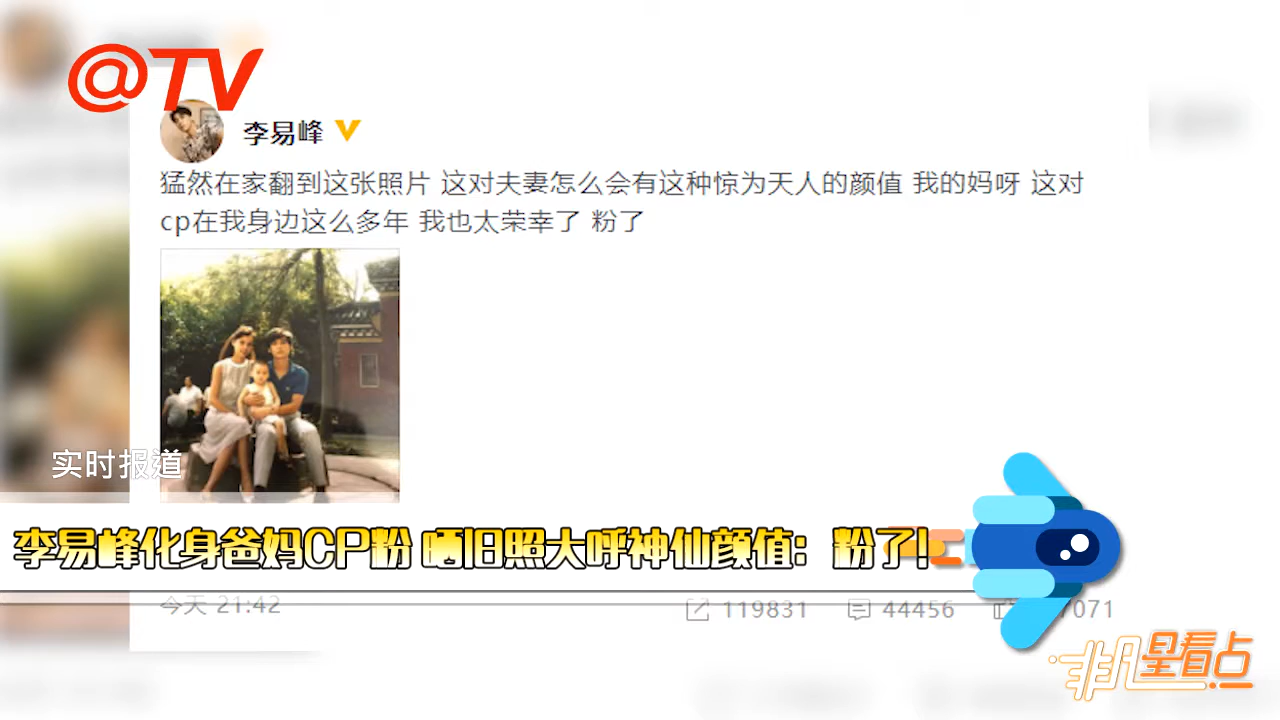 @TV
李易峰
猛然在家翻到这张照片 这对夫妻怎么会有这种惊为天人的颜值 我的妈呀 这对
cp在我身边这么多年 我也太荣幸了 粉了
实时报道
李易峰化身爸妈CP粉 晒旧照大呼神仙颜值：粉了！
今天 21:42
119831
44456
7071
非凡星看点